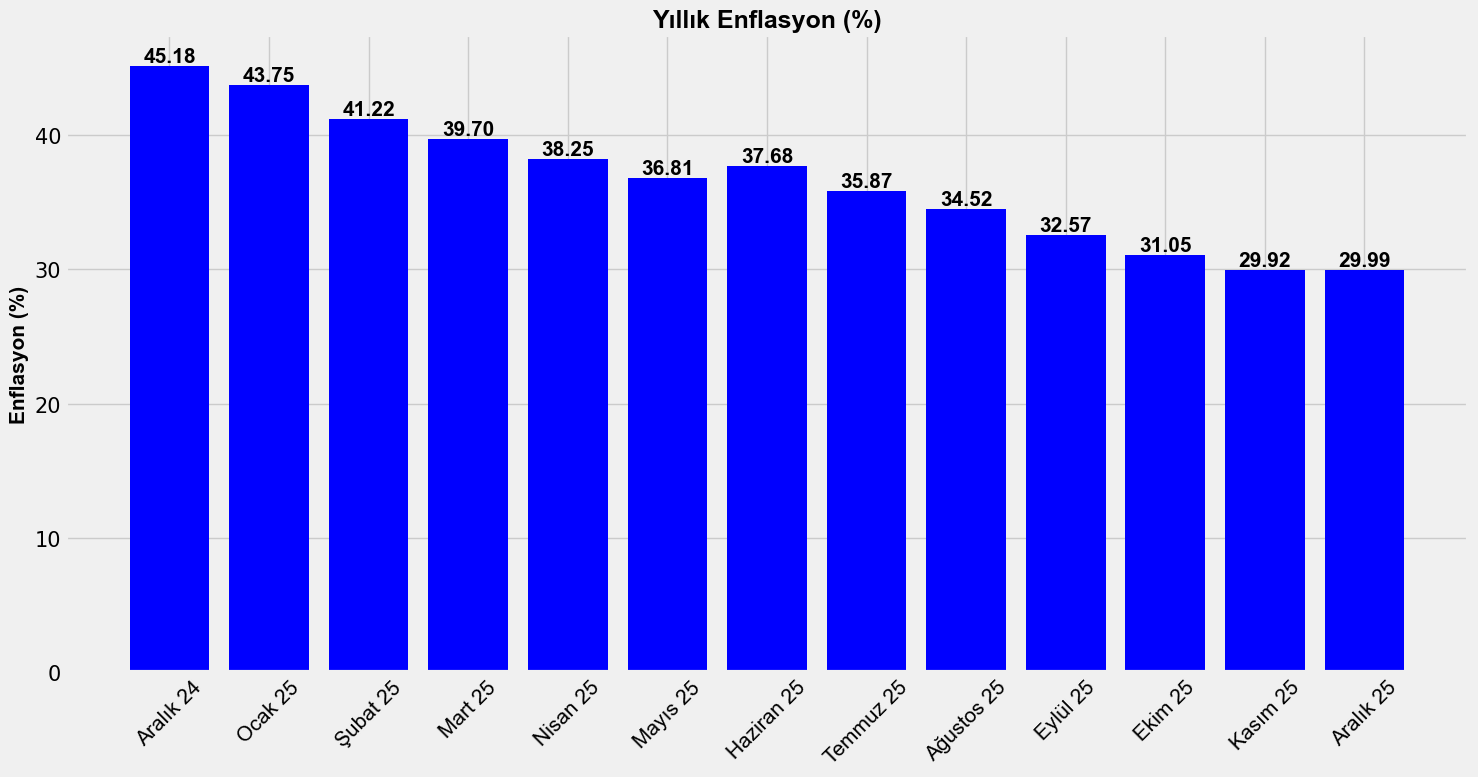 Yıllık Enflasyon (%)
Enflasyon (%)
40
30
20
10
0
45.18
43.75
41.22
39.70
38.25
36.81
37.68
35.87
34.52
32.57
31.05
29.92
29.99
Aralık 24
Ocak 25
Şubat 25
Mart 25
Nisan 25
Mayıs 25
Haziran 25
Temmuz 25
Ağustos 25
Eylül 25
Ekim 25
Kasım 25
Aralık 25